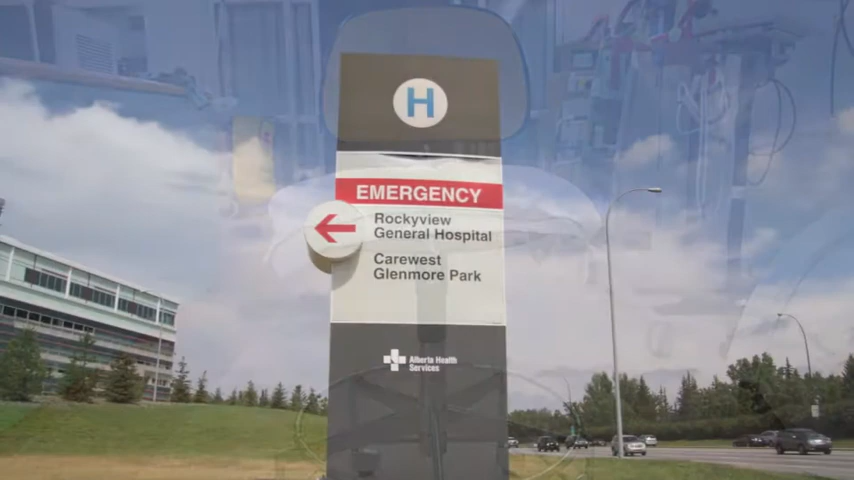 H
EMERGENCY
Rockyview
General Hospital
Carewest
Glenmore Park
Alberta Health
Services